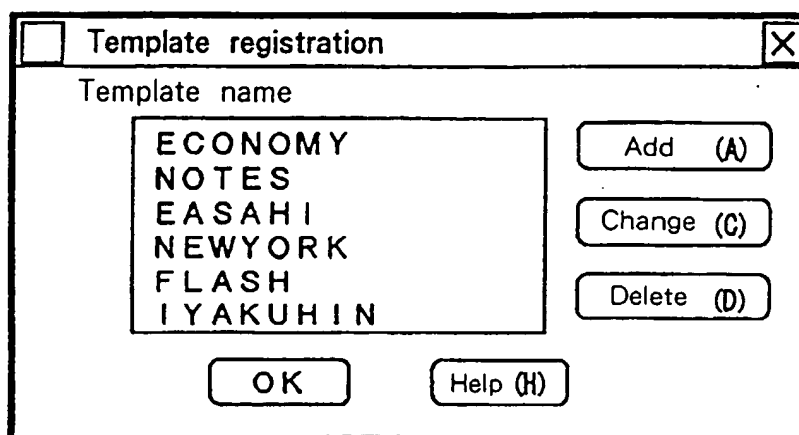 Template registration
Template name
ECONOMY
NOTES
EASAHI
NEWYORK
FLASH
IYAKUHIN
Add (A)
Change (C)
Delete (D)
OK
Help (H)